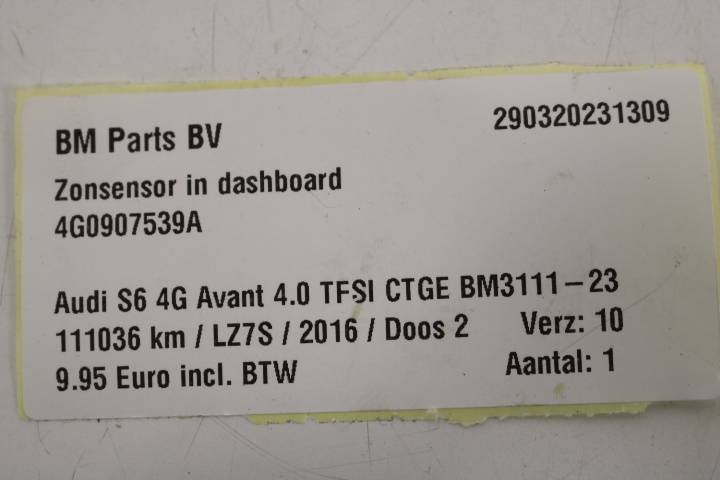 BM Parts BV 290320231309
Zonsensor in dashboard
4G0907539A
Audi S6 4G Avant 4.0 TFSI CTGE BM3111-23
111036 km / LZ7S / 2016 / Doos 2 Verz: 10
9.95 Euro incl. BTW Aantal: 1